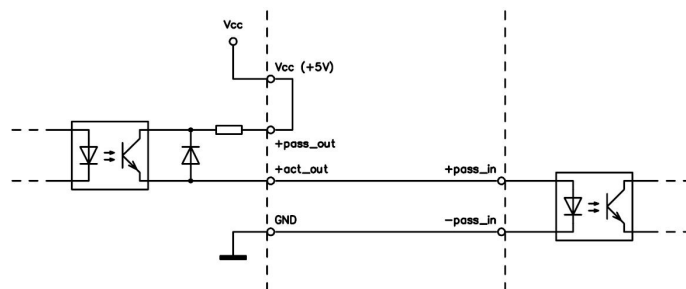 Vcc
Vcc (+5V)
+pass_out
+act_out
+pass_in
GND
-pass_in